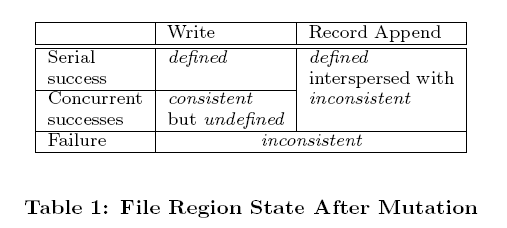 Write Record Append
Serial defined defined
success interspersed with
Concurrent consistent inconsistent
successes but undefined
Failure inconsistent
Table 1: File Region State After Mutation